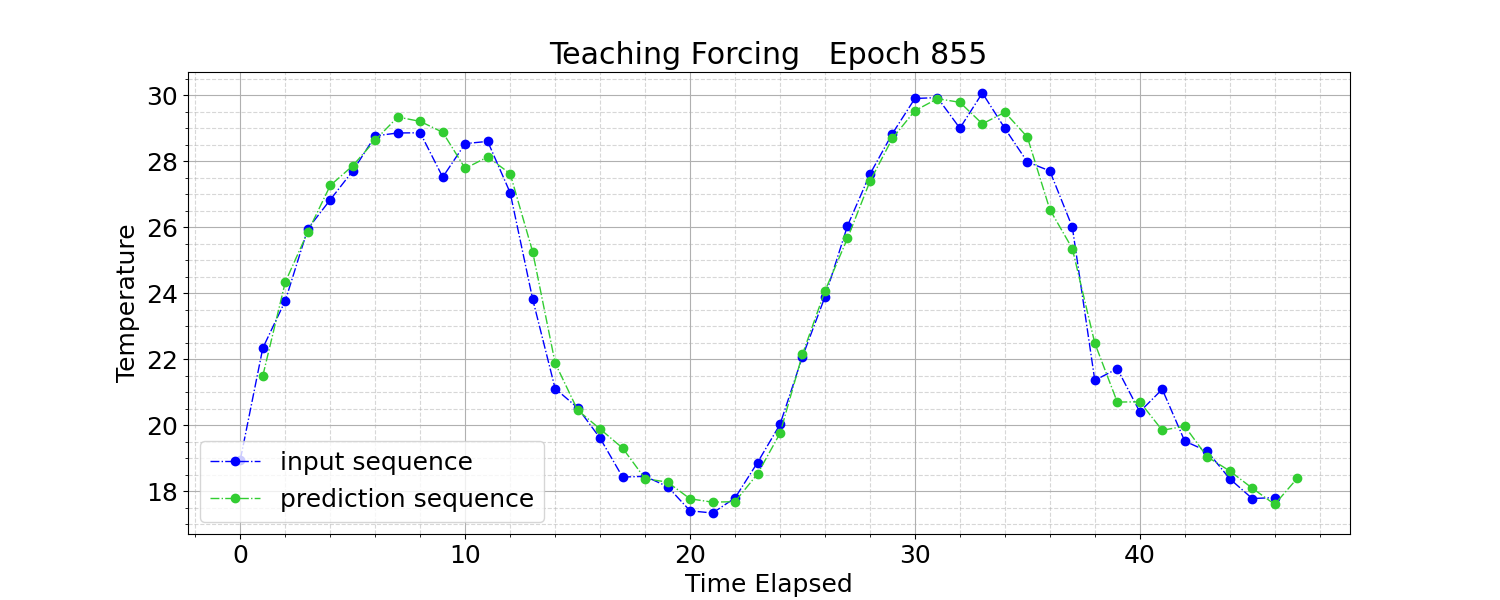 Teaching Forcing   Epoch 855
30
28
26
24
22
20
18
Temperature
input sequence
prediction sequence
0 10 20 30 40
Time Elapsed